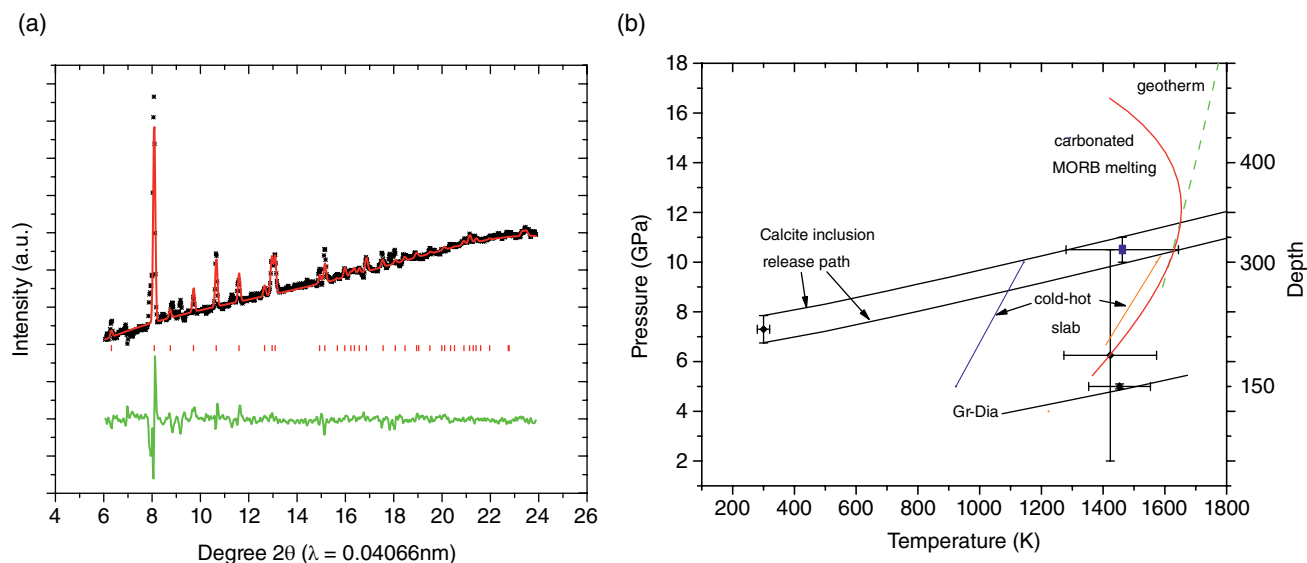 (a)
Intensity (a.u.)
4 6 8 10 12 14 16 18 20 22 24 26
Degree 2θ (λ = 0.04066nm)
(b)
18
16
14
12
10
8
6
4
2
Pressure (GPa)
geotherm
carbonated
MORB melting
Calcite inclusion
release path
cold-hot
slab
Gr-Dia
400
300
150
Depth
200 400 600 800 1000 1200 1400 1600 1800
Temperature (K)